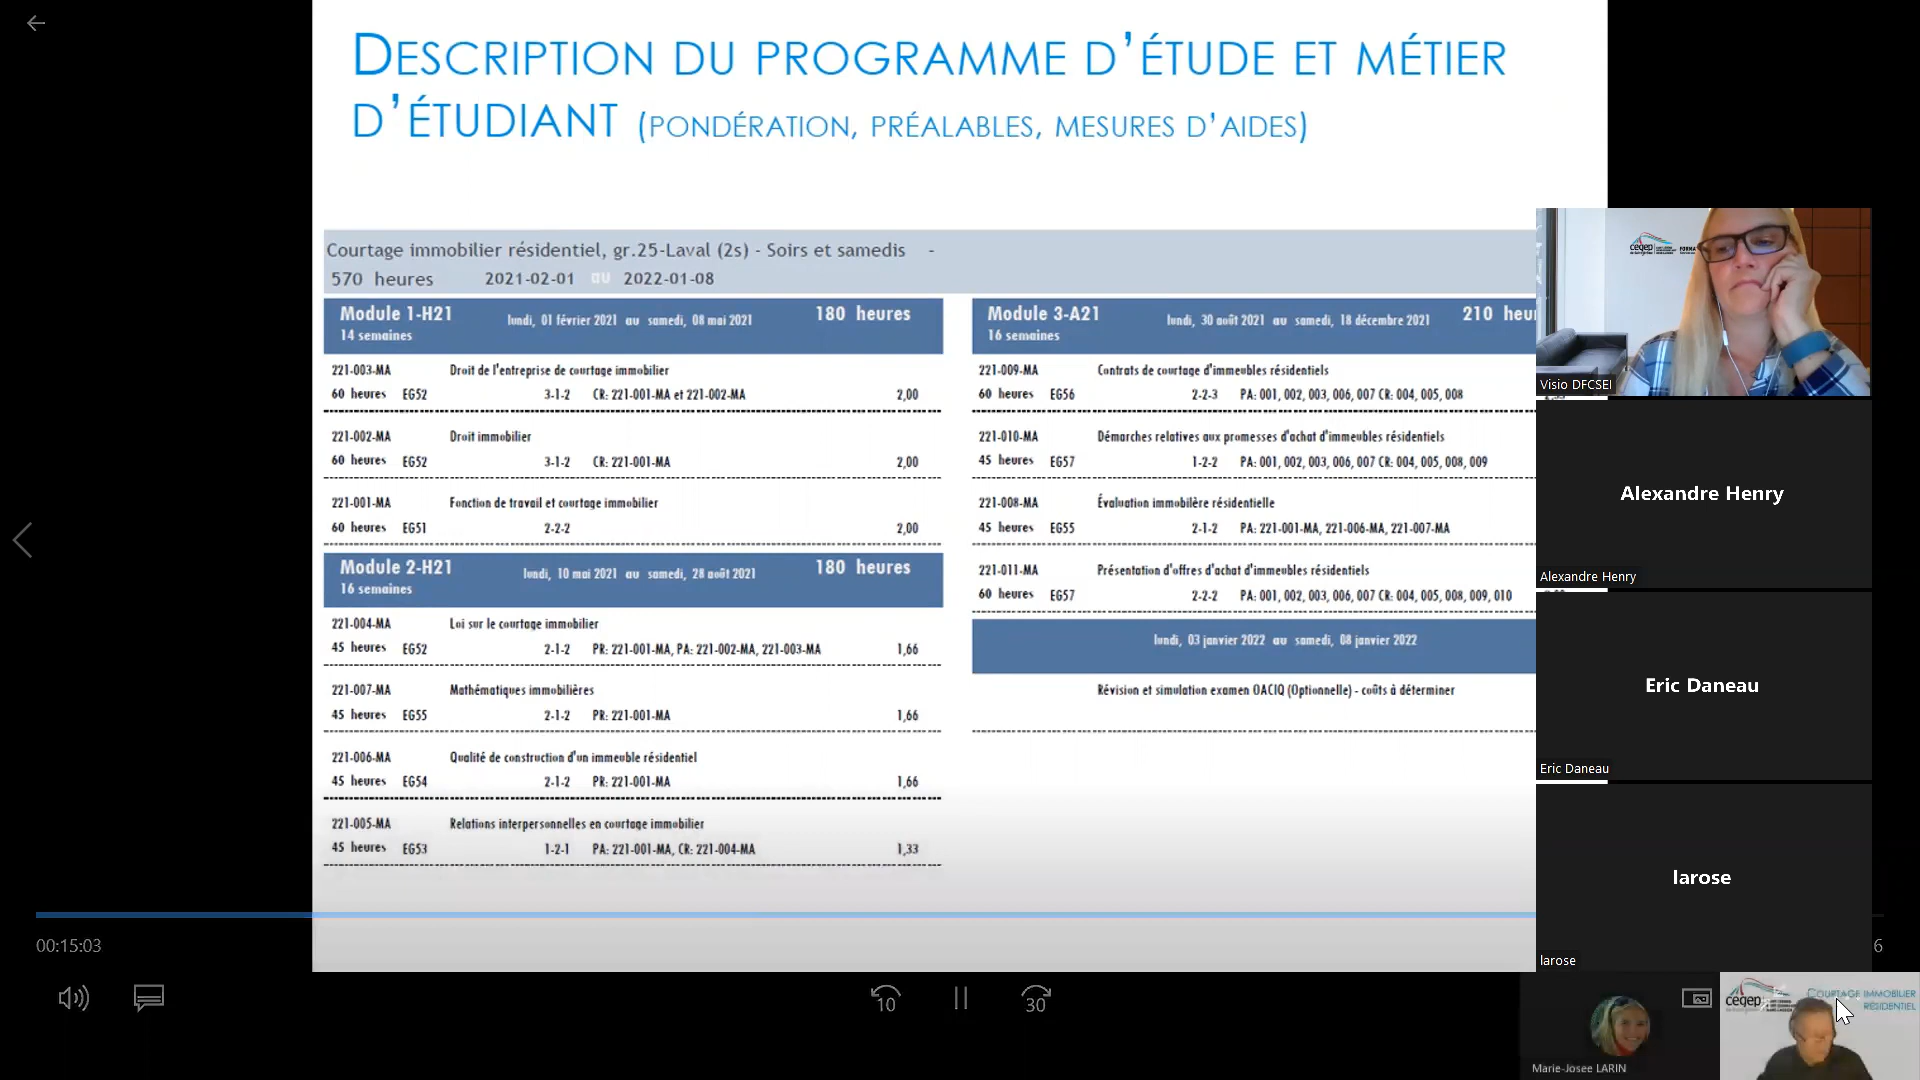 DESCRIPTION DU PROGRAMME D'ÉTUDE ET MÉTIER
D'ÉTUDIANT (PONDÉRATION, PRÉALABLES, MESURES D'AIDES)
Courtage immobilier résidentiel, gr.25-Laval (2s) - Soirs et samedis -
570 heures 2021-02-01 au 2022-01-08
Module 1-H21 lundi, 01 février 2021 au samedi, 08 mai 2021 180 heures
14 semaines
221-003-MA Droit de l'entreprise de courtage immobilier
60 heures EG52 3-1-2 CR: 221-001-MA et 221-002-MA 2,00
221-002-MA Droit immobilier
60 heures EG52 3-1-2 CR: 221-001-MA 2,00
221-001-MA Fonction de travail et courtage immobilier
60 heures EG51 2-2-2 2,00
Module 2-H21 lundi, 10 mai 2021 au samedi, 28 août 2021 180 heures
16 semaines
221-004-MA Loi sur le courtage immobilier
45 heures EG52 2-1-2 PR: 221-001-MA, PA: 221-002-MA, 221-003-MA 1,66
221-007-MA Mathématiques immobilières
45 heures EG55 2-1-2 PR: 221-001-MA 1,66
221-006-MA Qualité de construction d'un immeuble résidentiel
45 heures EG54 2-1-2 PR: 221-001-MA 1,66
221-005-MA Relations interpersonnelles en courtage immobilier
45 heures EG53 1-2-1 PA: 221-001-MA, CR: 221-004-MA 1,33
Module 3-A21 lundi, 30 août 2021 au samedi, 18 décembre 2021 210 heu
16 semaines
221-009-MA Contrats de courtage d'immeubles résidentiels
60 heures EG56 2-2-3 PA: 001, 002, 003, 006, 007 CR: 004, 005, 008
221-010-MA Démarches relatives aux promesses d'achat d'immeubles résidentiels
45 heures EG57 1-2-2 PA: 001, 002, 003, 006, 007 CR: 004, 005, 008, 009
221-008-MA Évaluation immobilère résidentielle
45 heures EG55 2-1-2 PA: 221-001-MA, 221-006-MA, 221-007-MA
221-011-MA Présentation d'offres d'achat d'immeubles résidentiels
60 heures EG57 2-2-2 PA: 001, 002, 003, 006, 007 CR: 004, 005, 008, 009, 010
lundi, 03 janvier 2022 au samedi, 08 janvier 2022
Révision et simulation examen OACIQ (Optionnelle) - coûts à déterminer
cegep
Visio DFCSEI
Alexandre Henry
Alexandre Henry
Eric Daneau
Eric Daneau
larose
larose
00:15:03
6
10
30
Marie-Josee LARIN
cegep
COURTAGE IMMOBILIER
RÉSIDENTIEL